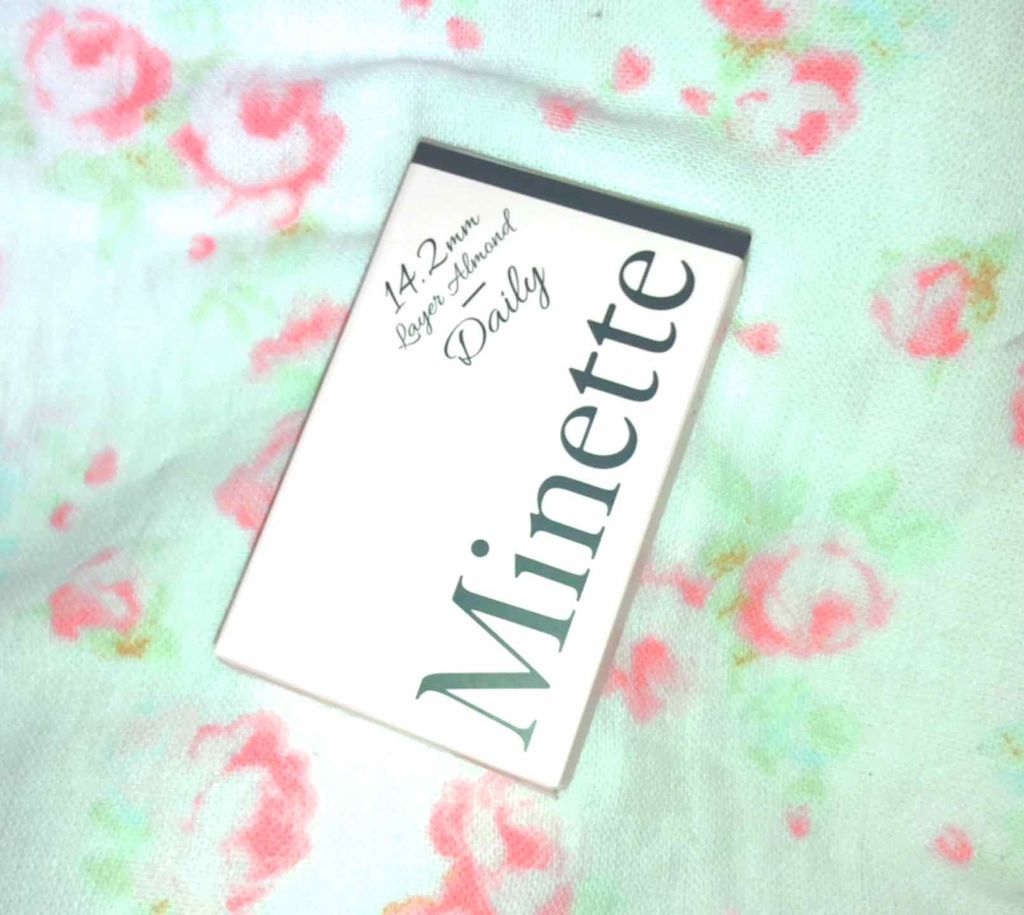 14.2mm
Layer Almond
Daily
Minette